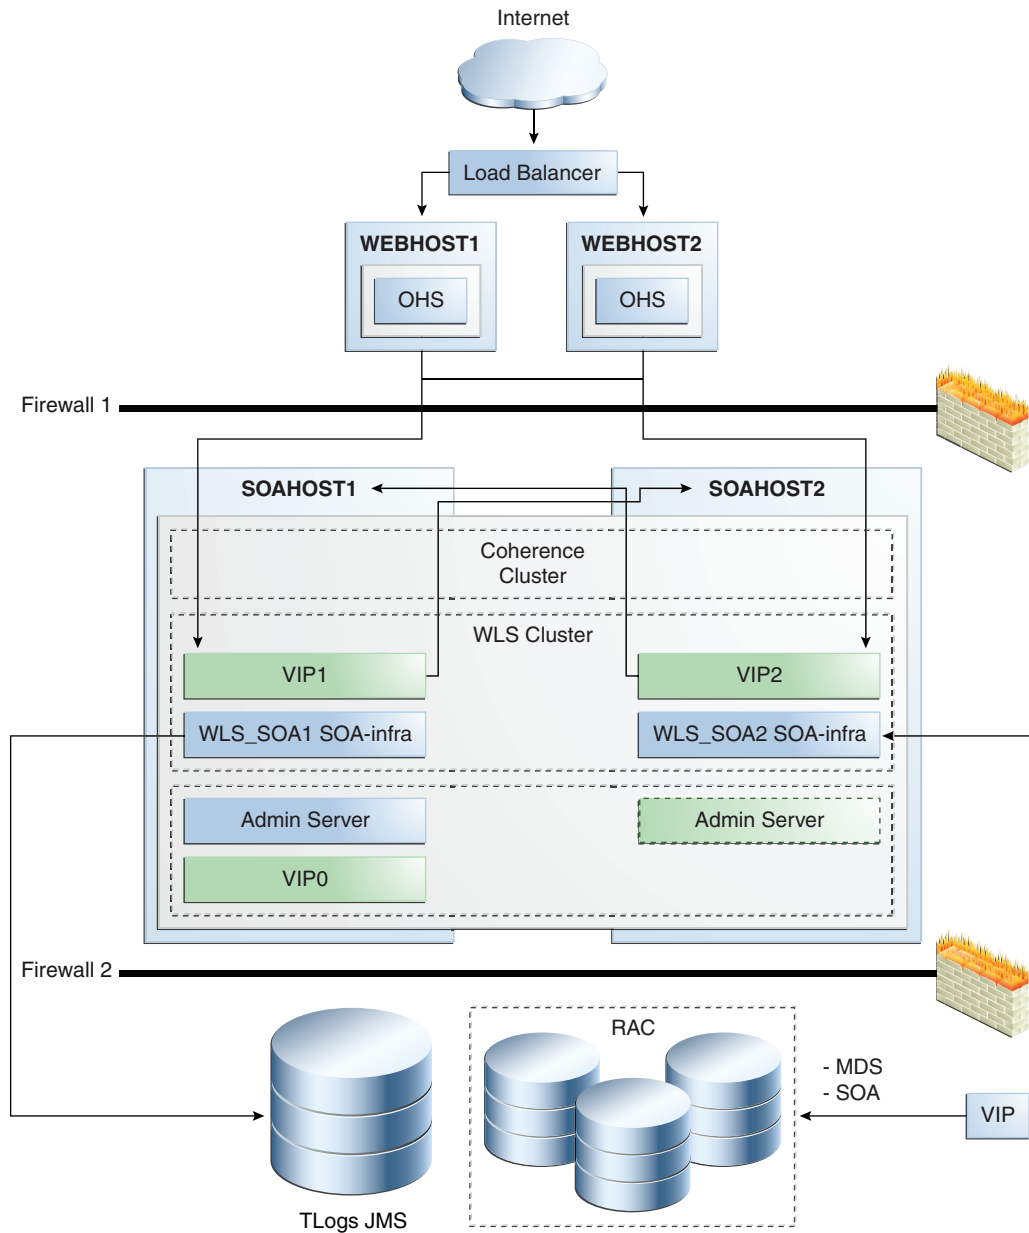 Internet
Load Balancer
WEBHOST1
WEBHOST2
OHS
OHS
Firewall 1
SOAHOST1
SOAHOST2
Coherence
Cluster
WLS Cluster
VIP1
VIP2
WLS_SOA1 SOA-infra
WLS_SOA2 SOA-infra
Admin Server
Admin Server
VIP0
Firewall 2
RAC
- MDS
- SOA
VIP
TLogs JMS